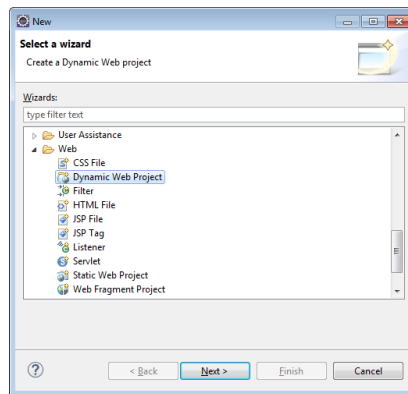 New
Select a wizard
Create a Dynamic Web project
Wizards:
type filter text
User Assistance
Web
CSS File
Dynamic Web Project
Filter
HTML File
JSP File
JSP Tag
Listener
Servlet
Static Web Project
Web Fragment Project
? < Back Next > Finish Cancel